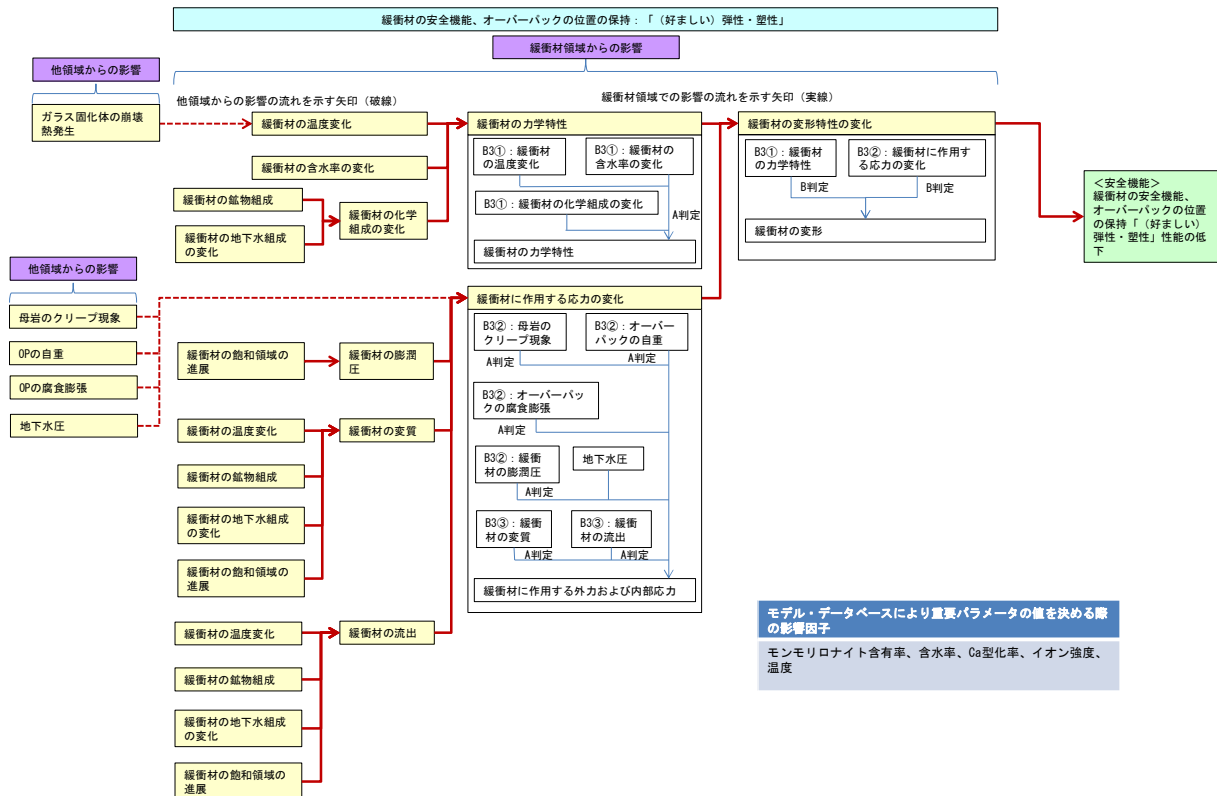 緩衝材の安全機能、オーバーパックの位置の保持：「（好ましい）弾性・塑性」
緩衝材領域からの影響
他領域からの影響
他領域からの影響の流れを示す矢印（破線）
緩衝材領域での影響の流れを示す矢印（実線）
ガラス固化体の崩壊
熱発生
緩衝材の温度変化
緩衝材の含水率の変化
緩衝材の鉱物組成
緩衝材の地下水組成
の変化
緩衝材の化学
組成の変化
緩衝材の力学特性
B3①：緩衝材
の温度変化
B3①：緩衝材の
含水率の変化
B3①：緩衝材の化学組成の変化
A判定
緩衝材の力学特性
緩衝材の変形特性の変化
B3①：緩衝材
の力学特性
B3②：緩衝材に作用す
る応力の変化
B判定
B判定
緩衝材の変形
＜安全機能＞
緩衝材の安全機能、
オーバーパックの位置
の保持「（好ましい）
弾性・塑性」性能の低
下
他領域からの影響
母岩のクリープ現象
OPの自重
OPの腐食膨張
地下水圧
緩衝材の飽和領域の
進展
緩衝材の膨潤
圧
緩衝材の温度変化
緩衝材の変質
緩衝材の鉱物組成
緩衝材の地下水組成
の変化
緩衝材の飽和領域の
進展
緩衝材の温度変化
緩衝材の流出
緩衝材の鉱物組成
緩衝材の地下水組成
の変化
緩衝材の飽和領域の
進展
緩衝材に作用する応力の変化
B3②：母岩の
クリープ現象
B3②：オーバー
パックの自重
A判定
A判定
B3②：オーバーパッ
クの腐食膨張
A判定
B3②：緩衝
材の膨潤圧
地下水圧
A判定
B3③：緩衝
材の変質
B3③：緩衝
材の流出
A判定
A判定
緩衝材に作用する外力および内部応力
モデル・データベースにより重要パラメータの値を決める際
の影響因子
モンモリロナイト含有率、含水率、Ca型化率、イオン強度、
温度